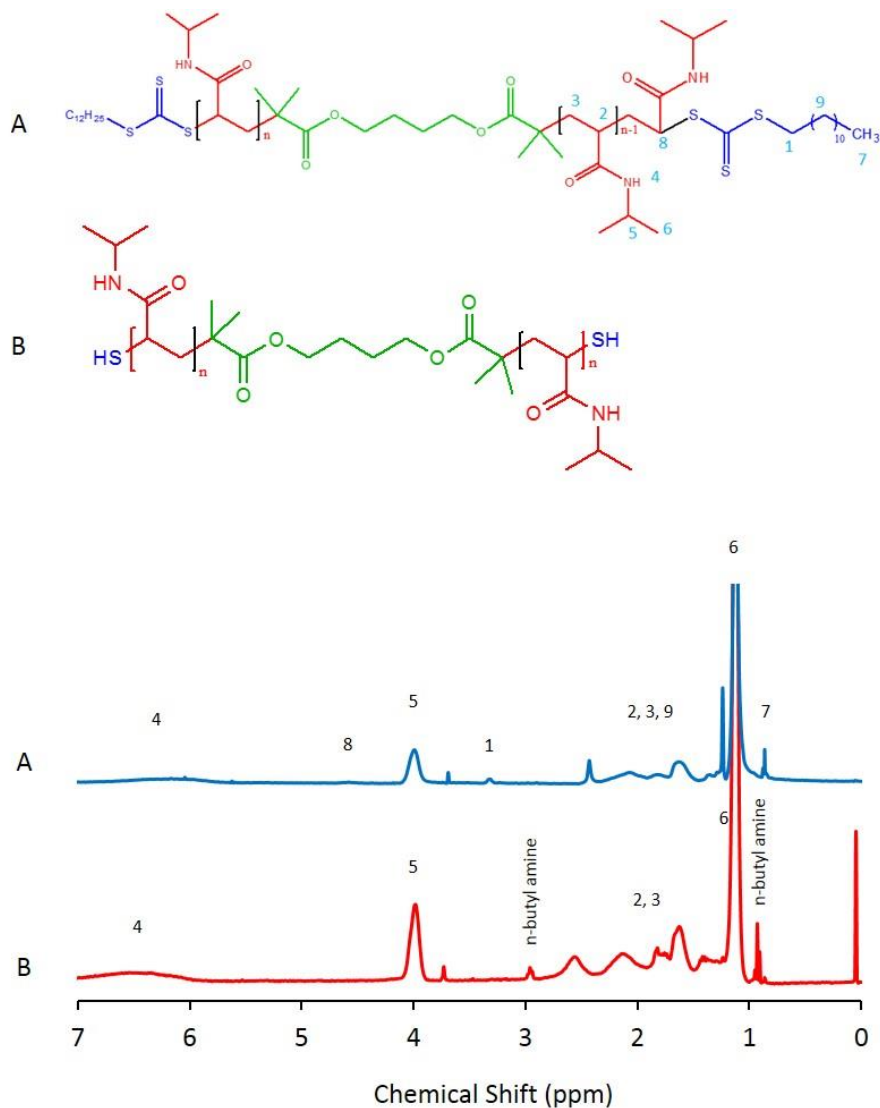 A
C12H25
S
S
S
n
HN
O
O
O
O
O
3
2
n-1
O
NH
4
5
6
O
NH
8
S
S
S
1
9
10
CH3
7
B
HN
O
HS
n
O
O
O
O
SH
n
O
NH
6
A
4
8
5
1
2, 3, 9
7
B
4
5
n-butyl amine
2, 3
6
n-butyl amine
7 6 5 4 3 2 1 0
Chemical Shift (ppm)